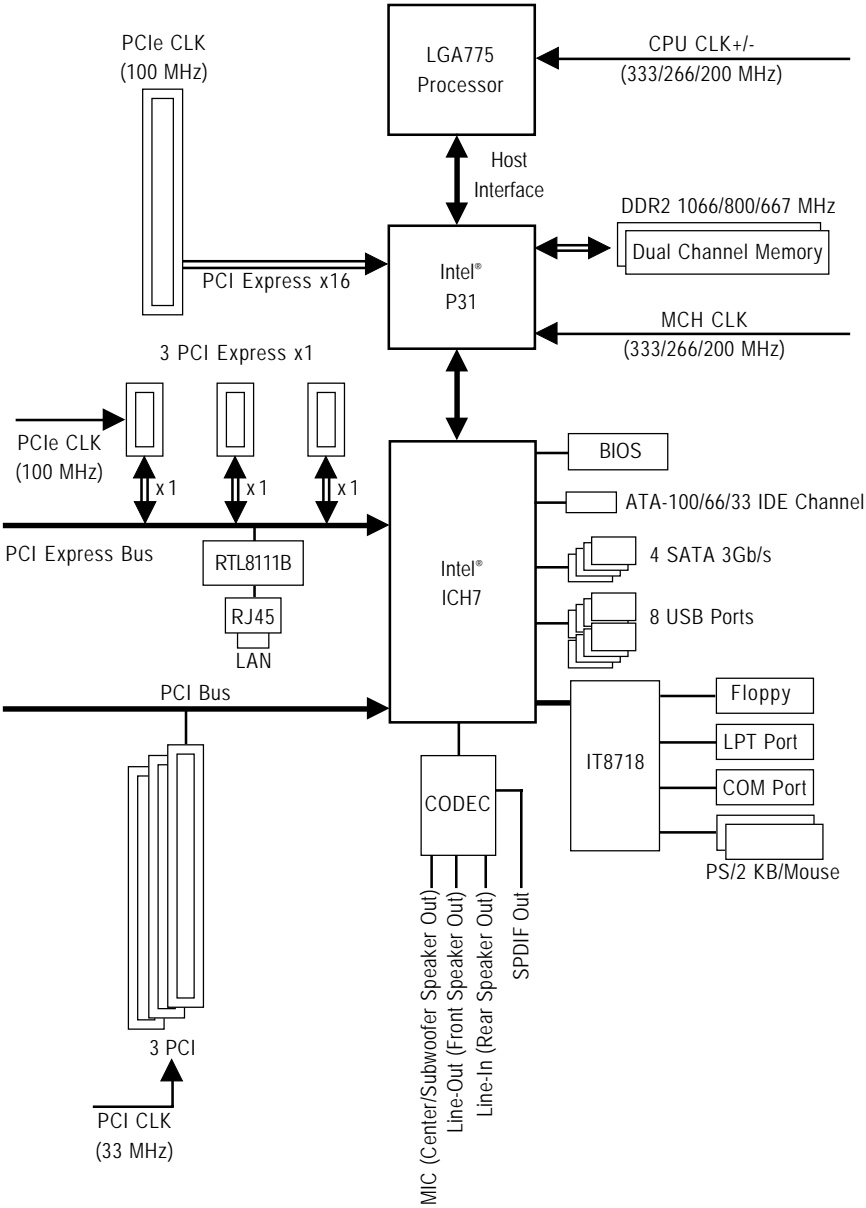 PCIe CLK
(100 MHz)
LGA775
Processor
CPU CLK+/-
(333/266/200 MHz)
Host
Interface
DDR2 1066/800/667 MHz
Dual Channel Memory
PCI Express x16
Intel®
P31
MCH CLK
(333/266/200 MHz)
3 PCI Express x1
PCIe CLK
(100 MHz)
x1
x1
x1
PCI Express Bus
RTL8111B
RJ45
LAN
Intel®
ICH7
BIOS
ATA-100/66/33 IDE Channel
4 SATA 3Gb/s
8 USB Ports
PCI Bus
IT8718
Floppy
LPT Port
COM Port
PS/2 KB/Mouse
CODEC
MIC (Center/Subwoofer Speaker Out)
Line-Out (Front Speaker Out)
Line-In (Rear Speaker Out)
SPDIF Out
3 PCI
PCI CLK
(33 MHz)